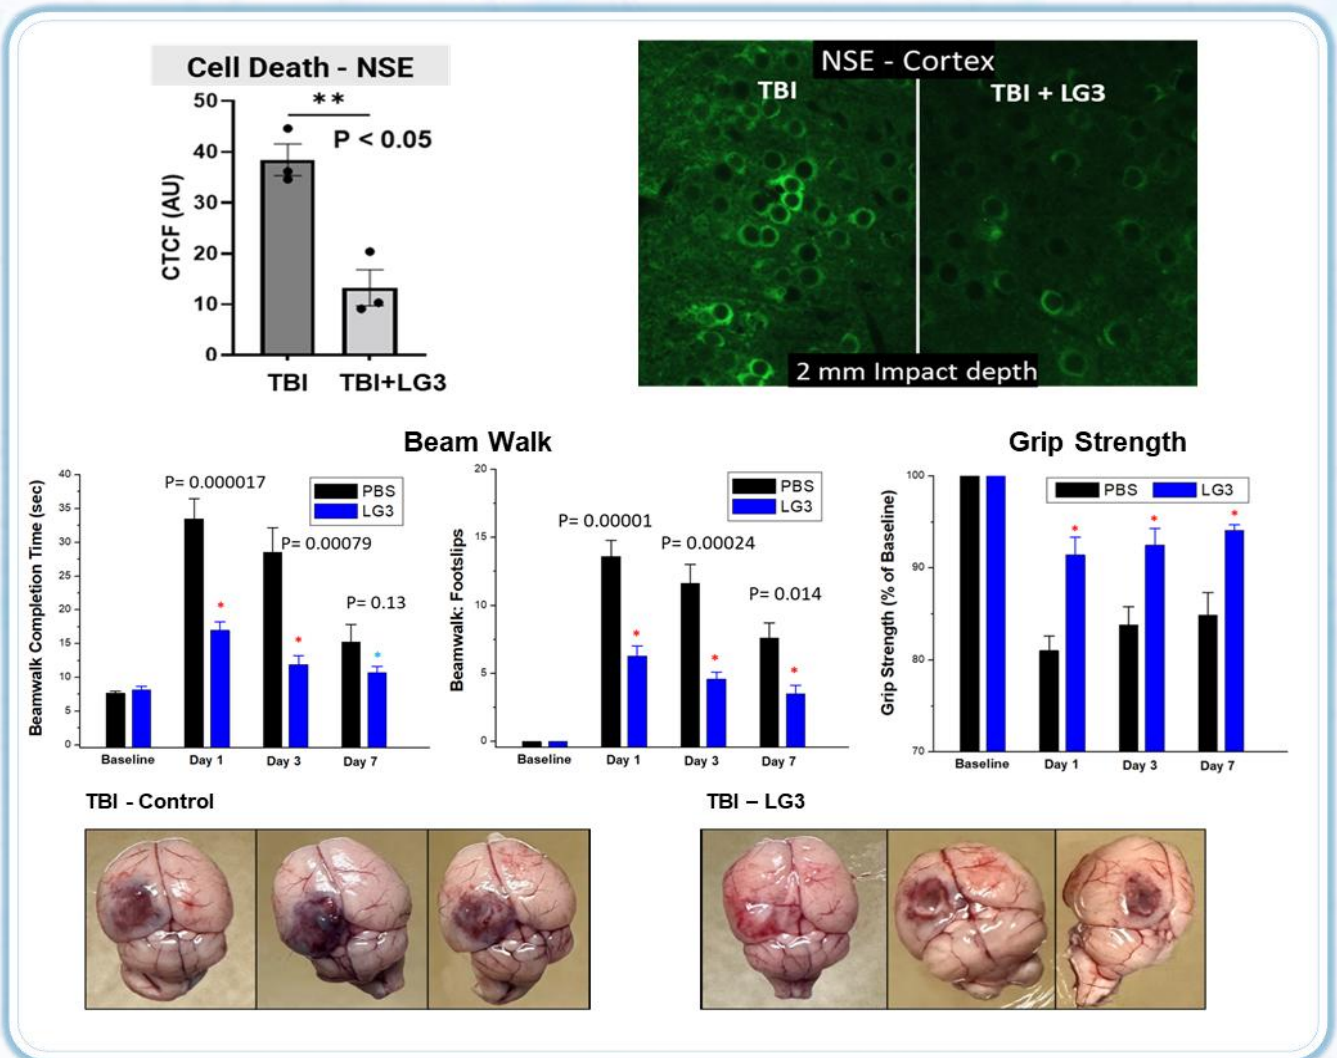 Cell Death - NSE
**
P < 0.05
50
40
30
20
10
0
CTCF (AU)
TBI TBI+LG3
NSE - Cortex
TBI TBI + LG3
2 mm Impact depth
Beam Walk
Beamwalk Completion Time (sec)
40
35
30
25
20
15
10
5
0
P= 0.000017
P= 0.00079
P= 0.13
PBS
LG3
*
*
*
Baseline Day 1 Day 3 Day 7
Beamwalk: Footslips
20
15
10
5
0
P= 0.00001
P= 0.00024
P= 0.014
PBS
LG3
*
*
*
Baseline Day 1 Day 3 Day 7
Grip Strength
Grip Strength (% of Baseline)
100
90
80
70
PBS LG3
*
*
*
Baseline Day 1 Day 3 Day 7
TBI - Control
TBI – LG3